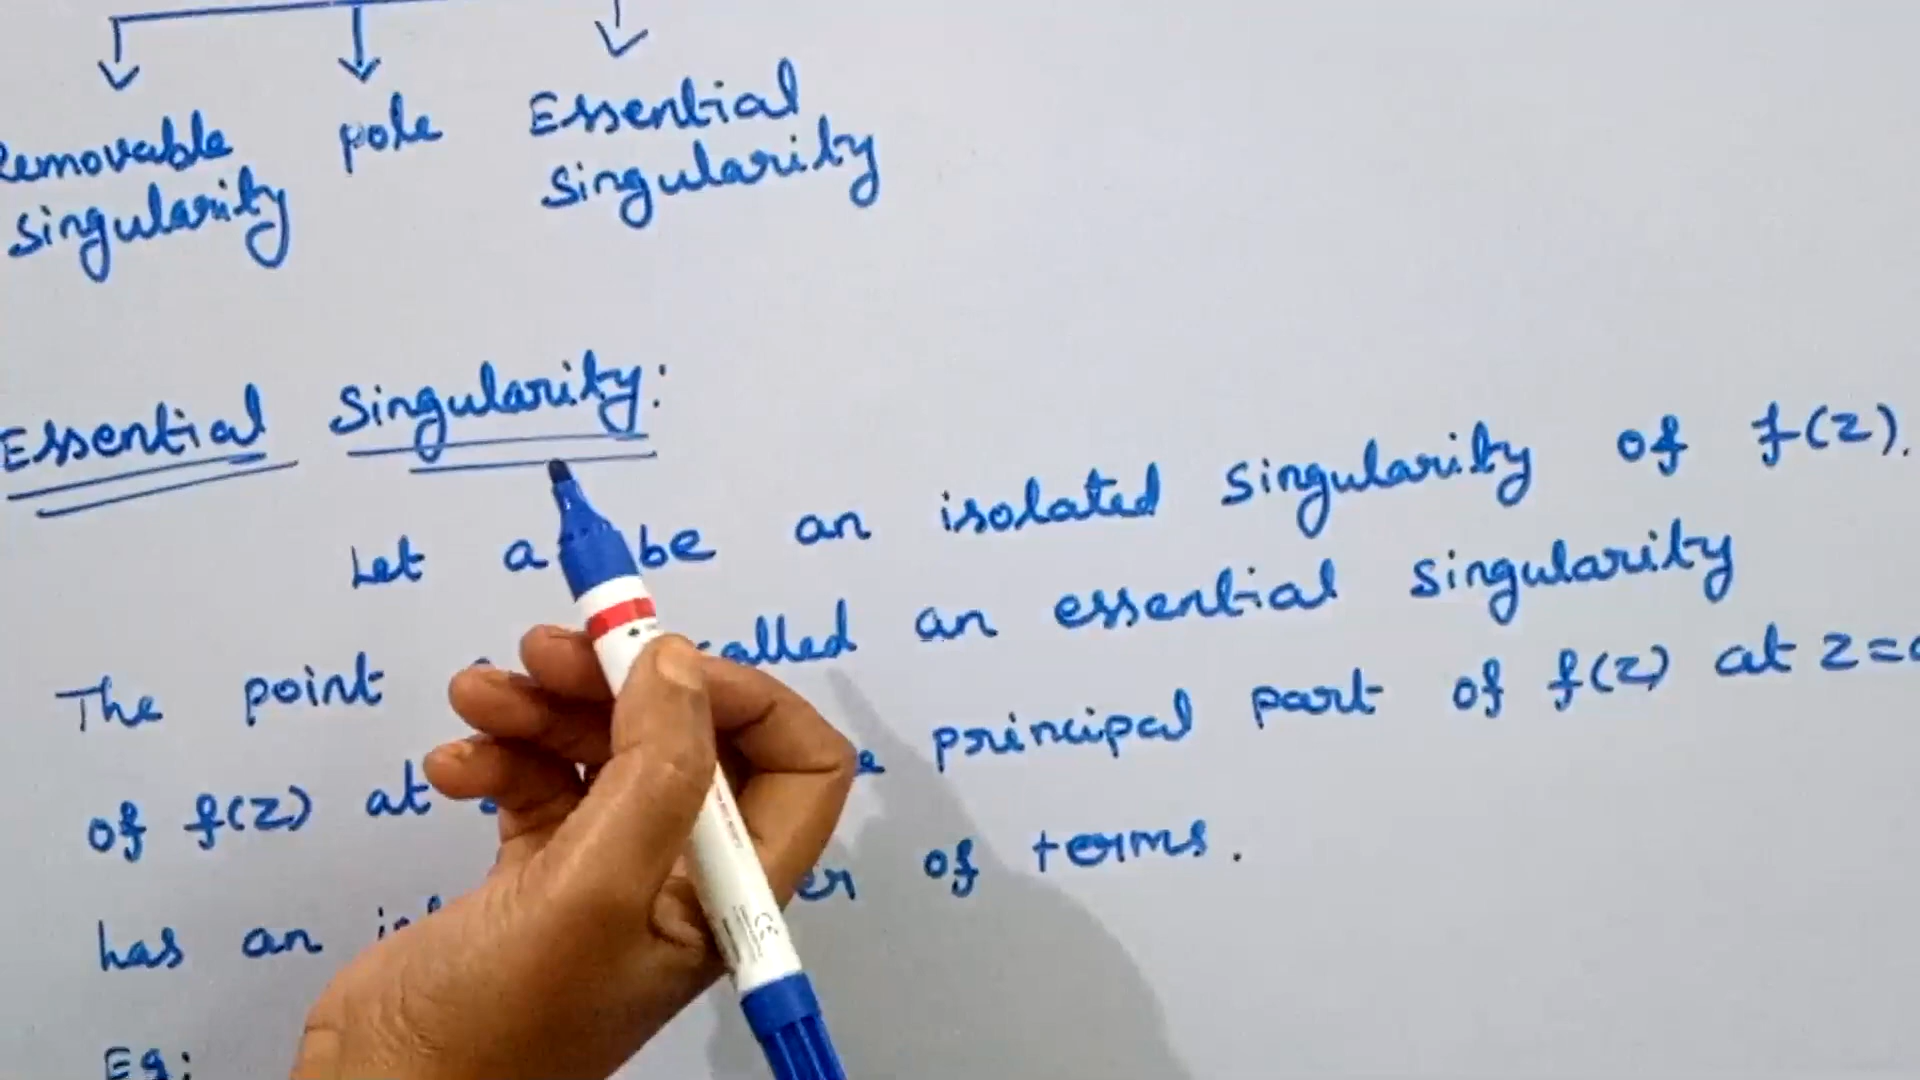 Removable pole Essential
singularity singularity
Essential Singularity:
Let a be an isolated singularity of f(z).
The point called an essential singularity
of f(z) at principal part of f(z) at z=a
has an of terms.
Eg: